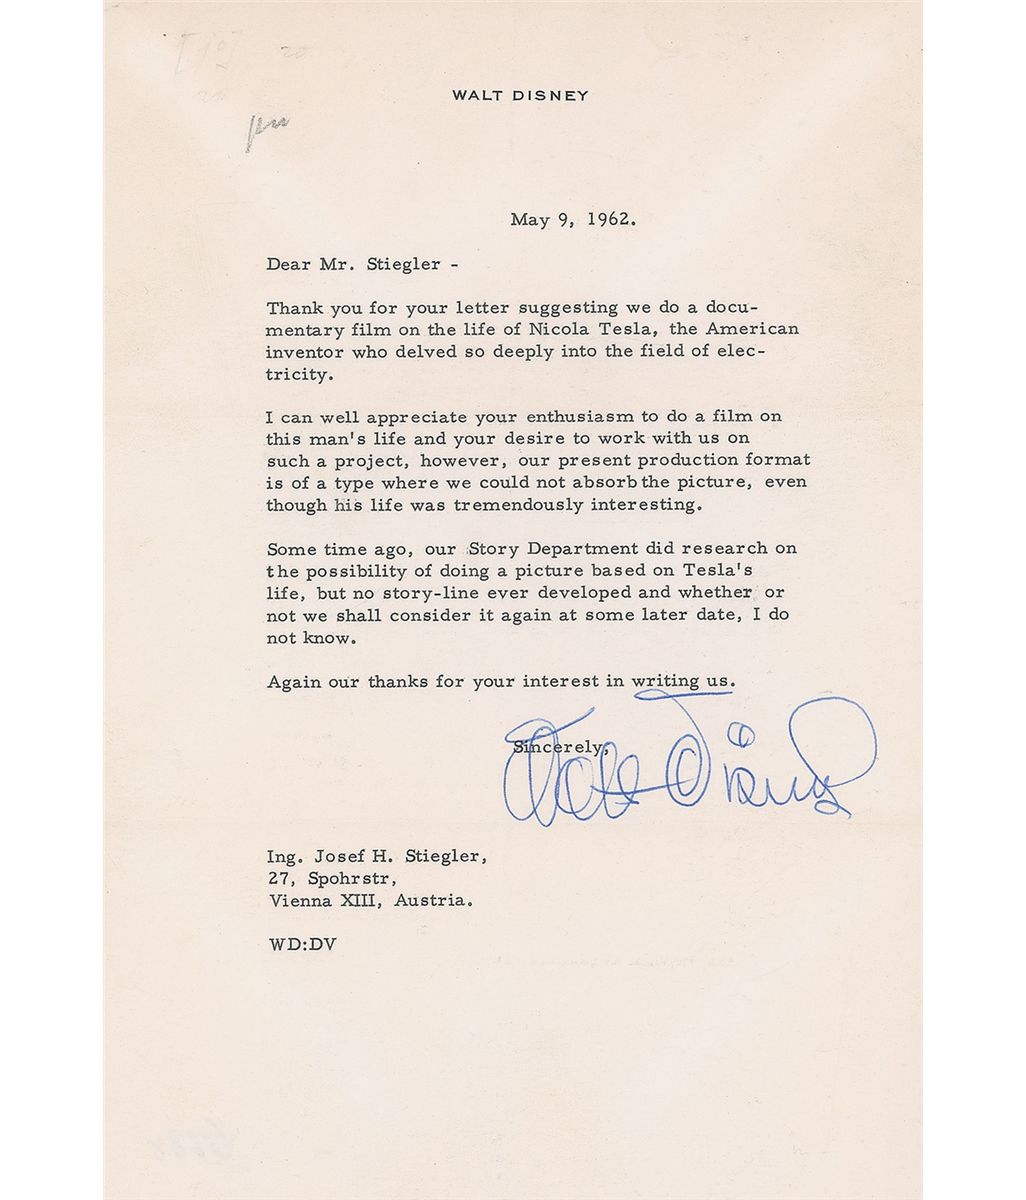 WALT DISNEY
May 9, 1962.
Dear Mr. Stiegler -
Thank you for your letter suggesting we do a docu-
mentary film on the life of Nicola Tesla, the American
inventor who delved so deeply into the field of elec-
tricity.
I can well appreciate your enthusiasm to do a film on
this man's life and your desire to work with us on
such a project, however, our present production format
is of a type where we could not absorb the picture, even
though his life was tremendously interesting.
Some time ago, our Story Department did research on
the possibility of doing a picture based on Tesla's
life, but no story-line ever developed and whether or
not we shall consider it again at some later date, I do
not know.
Again our thanks for your interest in writing us.
Sincerely,
Walt Disney
Ing. Josef H. Stiegler,
27, Spohrstr,
Vienna XIII, Austria.
WD:DV